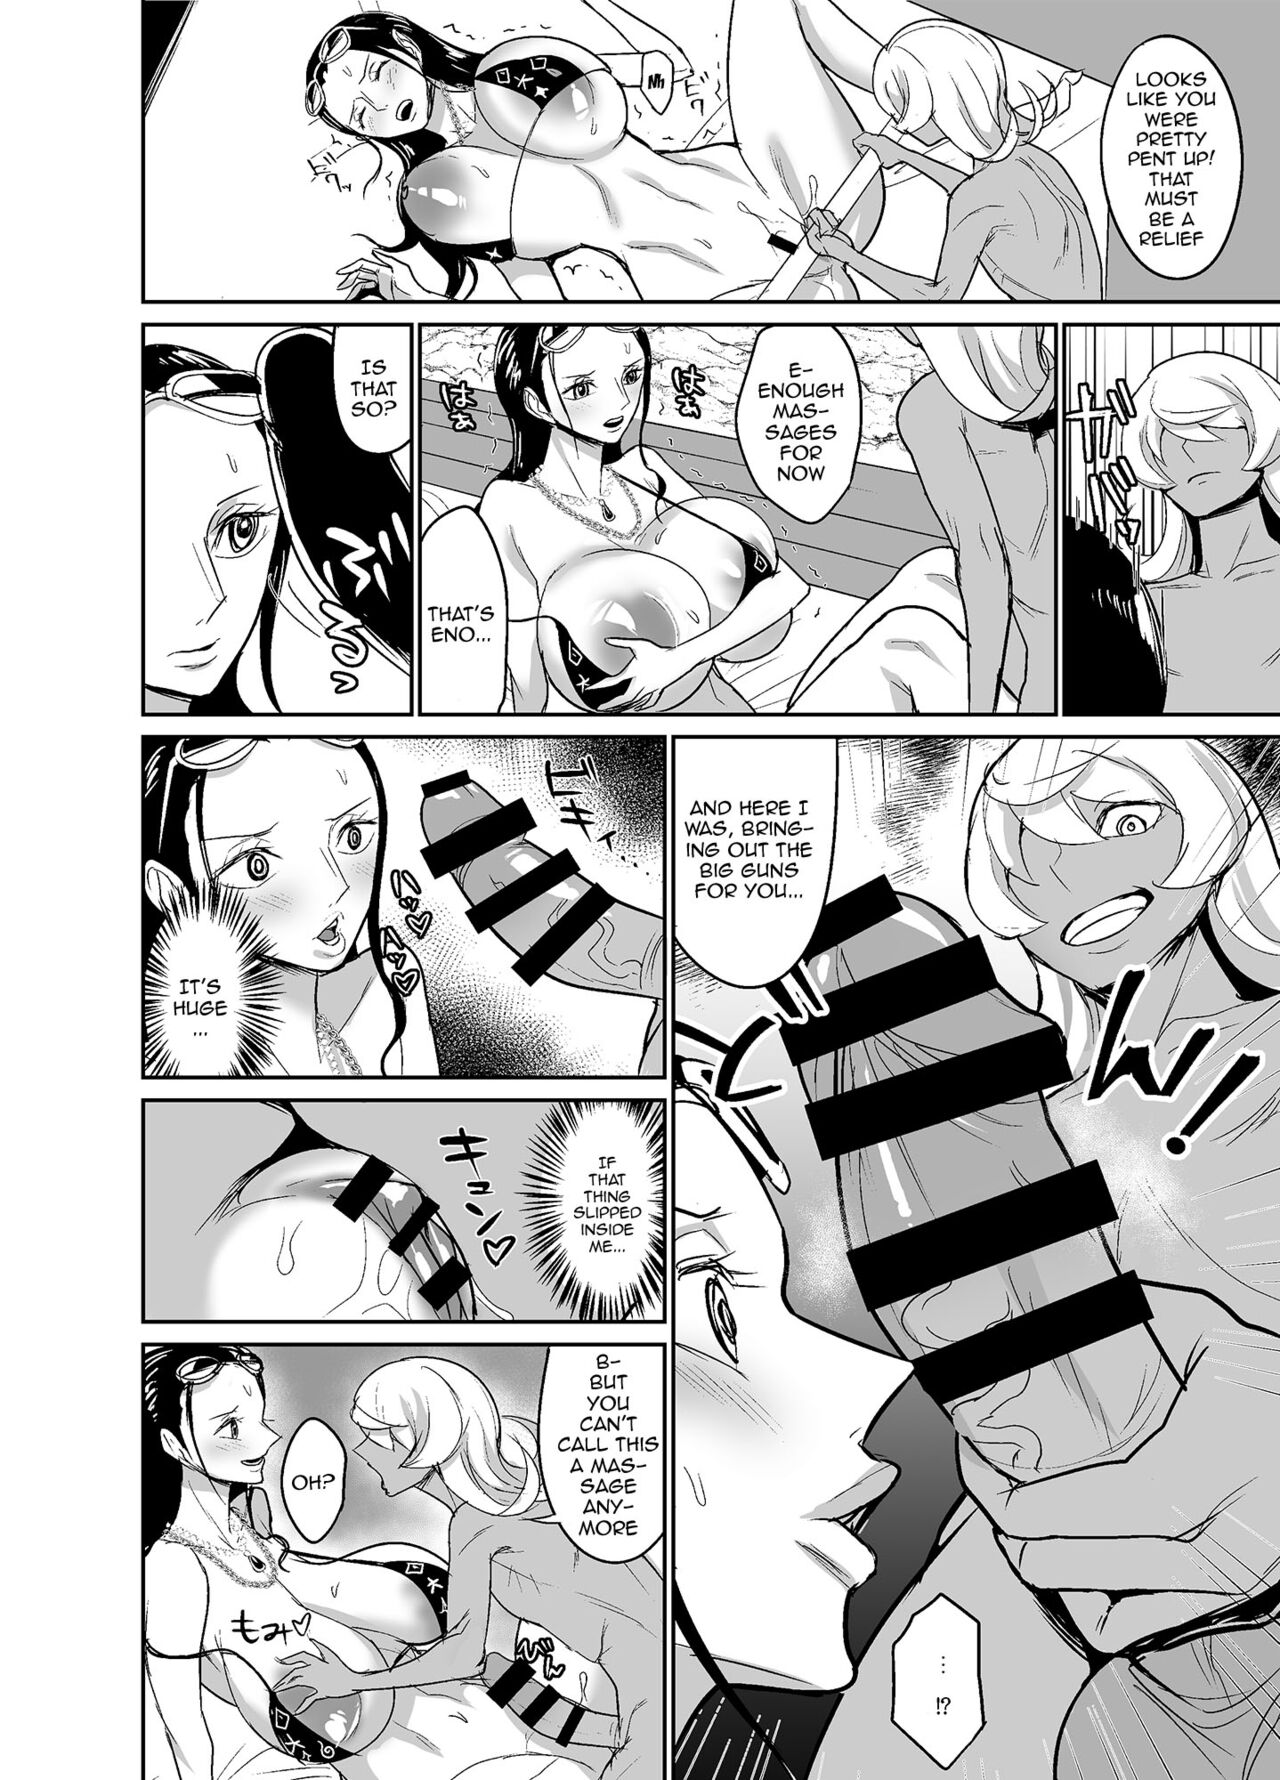 LOOKS
LIKE YOU
WERE
PRETTY
PENT UP!
THAT
MUST
BE A
RELIEF
E-
ENOUGH
MAS-
SAGES
FOR
NOW
はぁ
はぁ
THAT'S
ENO...
IS
THAT
SO?
AND HERE I
WAS, BRING-
ING OUT THE
BIG GUNS
FOR YOU...
...
!?
IT'S
HUGE
...
IF
THAT
THING
SLIPPED
INSIDE
ME...
キュン♡
B-
BUT YOU
CAN'T
CALL THIS
A MAS-
SAGE
ANY-
MORE
OH?
もみ♡
びん